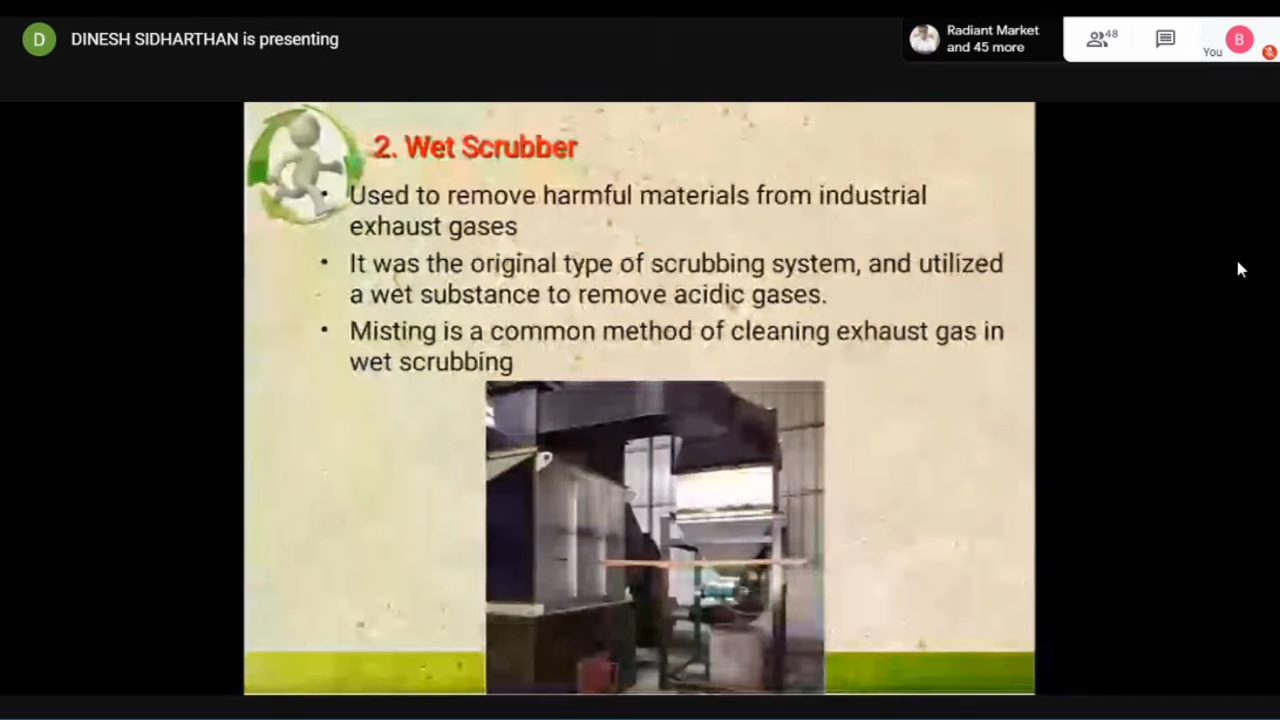 D DINESH SIDHARTHAN is presenting
Radiant Market
and 45 more
48
You
B
2. Wet Scrubber
• Used to remove harmful materials from industrial
exhaust gases
• It was the original type of scrubbing system, and utilized
a wet substance to remove acidic gases.
• Misting is a common method of cleaning exhaust gas in
wet scrubbing